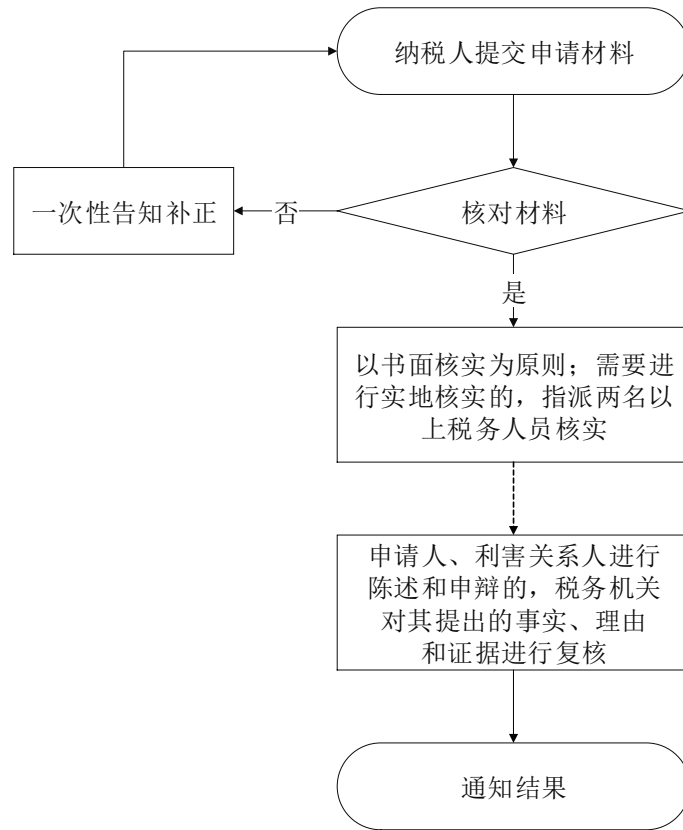 纳税人提交申请材料
一次性告知补正
否
核对材料
是
以书面核实为原则；需要进
行实地核实的，指派两名以
上税务人员核实
申请人、利害关系人进行
陈述和申辩的，税务机关
对其提出的事实、理由
和证据进行复核
通知结果